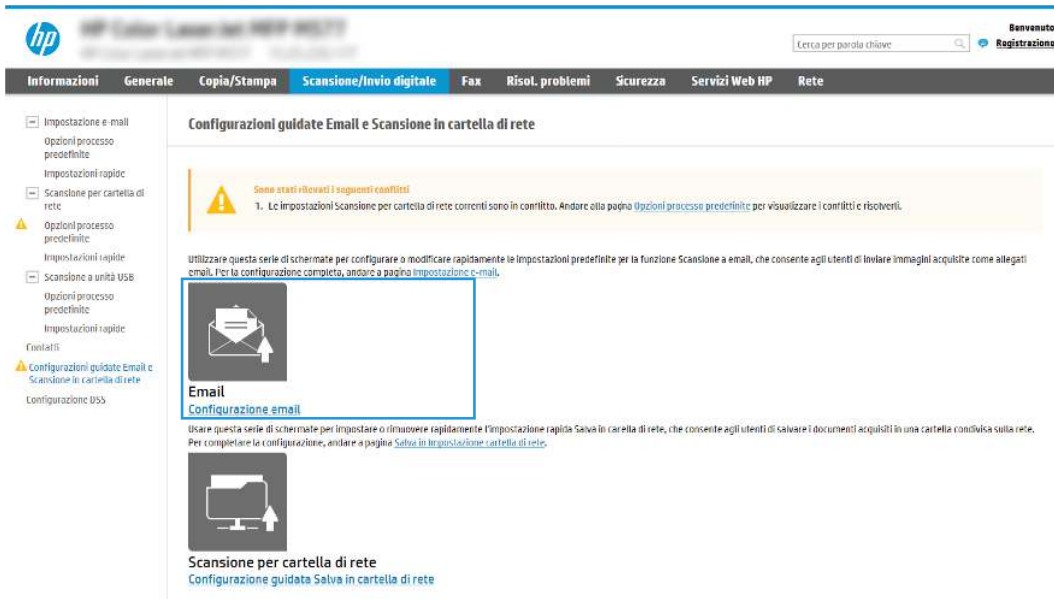 hp
Benvenuto
Cerca per parola chiave
Registrazione
Informazioni Generale Copia/Stampa Scansione/Invio digitale Fax Risol. problemi Sicurezza Servizi Web HP Rete
Impostazione e-mail
Opzioni processo
predefinite
Impostazioni rapide
Scansione per cartella di
rete
Opzioni processo
predefinite
Impostazioni rapide
Scansione a unità USB
Opzioni processo
predefinite
Impostazioni rapide
Contatti
Configurazioni guidate Email e
Scansione in cartella di rete
Configurazione DSS
Configurazioni guidate Email e Scansione in cartella di rete
Sono stati rilevati i seguenti conflitti
1. Le impostazioni Scansione per cartella di rete correnti sono in conflitto. Andare alla pagina Opzioni processo predefinite per visualizzare i conflitti e risolverli.
Utilizzare questa serie di schermate per configurare o modificare rapidamente le impostazioni predefinite per la funzione Scansione a email, che consente agli utenti di inviare immagini acquisite come allegati
email. Per la configurazione completa, andare a pagina Impostazione e-mail.
Email
Configurazione email
Usare questa serie di schermate per impostare o rimuovere rapidamente l'impostazione rapida Salva in carella di rete, che consente agli utenti di salvare i documenti acquisiti in una cartella condivisa sulla rete.
Per completare la configurazione, andare a pagina Salva in Impostazione cartella di rete.
Scansione per cartella di rete
Configurazione guidata Salva in cartella di rete